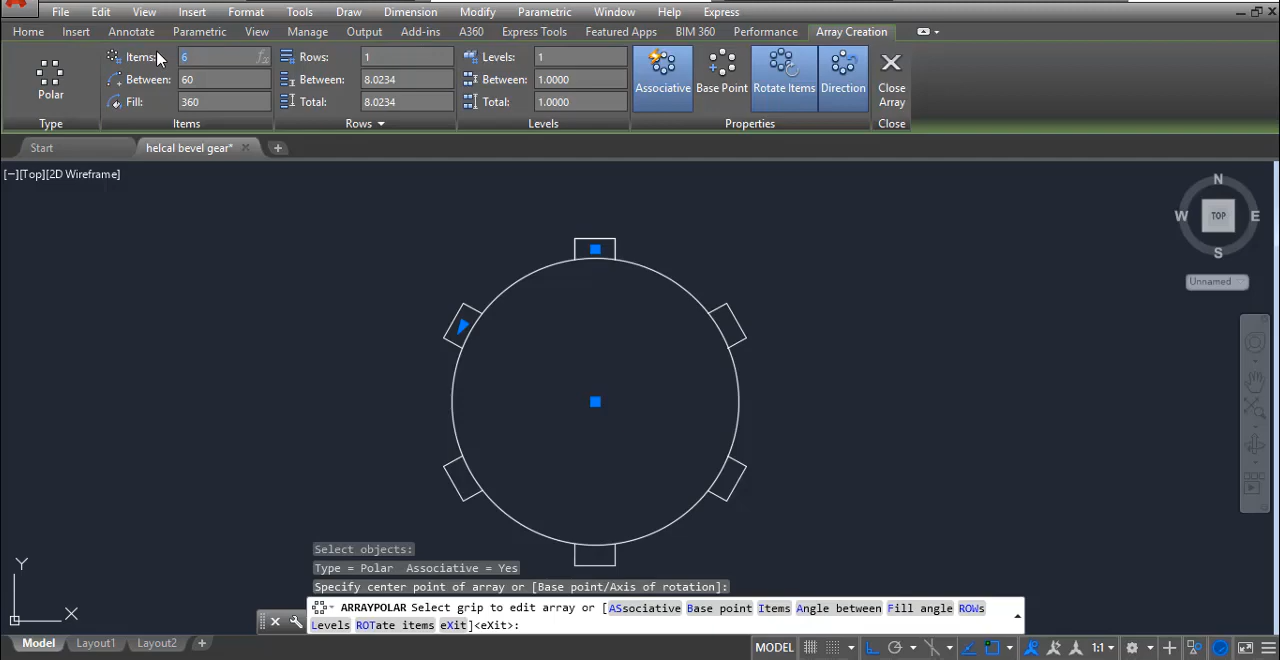 File Edit View Insert Format Tools Draw Dimension Modify Parametric Window Help Express
Home Insert Annotate Parametric View Manage Output Add-ins A360 Express Tools Featured Apps BIM 360 Performance Array Creation
Polar
Type
Items: 6
Between: 60
Fill: 360
Items
Rows: 1
Between: 8.0234
Total: 8.0234
Rows
Levels: 1
Between: 1.0000
Total: 1.0000
Levels
Associative Base Point Rotate Items Direction
Properties
Close
Array
Close
Start helcal bevel gear*
[−][Top][2D Wireframe]
N
W TOP E
S
Unnamed
Y
X
Select objects:
Type = Polar Associative = Yes
Specify center point of array or [Base point/Axis of rotation]:
ARRAYPOLAR Select grip to edit array or [ASsociative Base point Items Angle between Fill angle ROWs
Levels ROTate items eXit]<eXit>:
Model Layout1 Layout2 +
MODEL 1:1